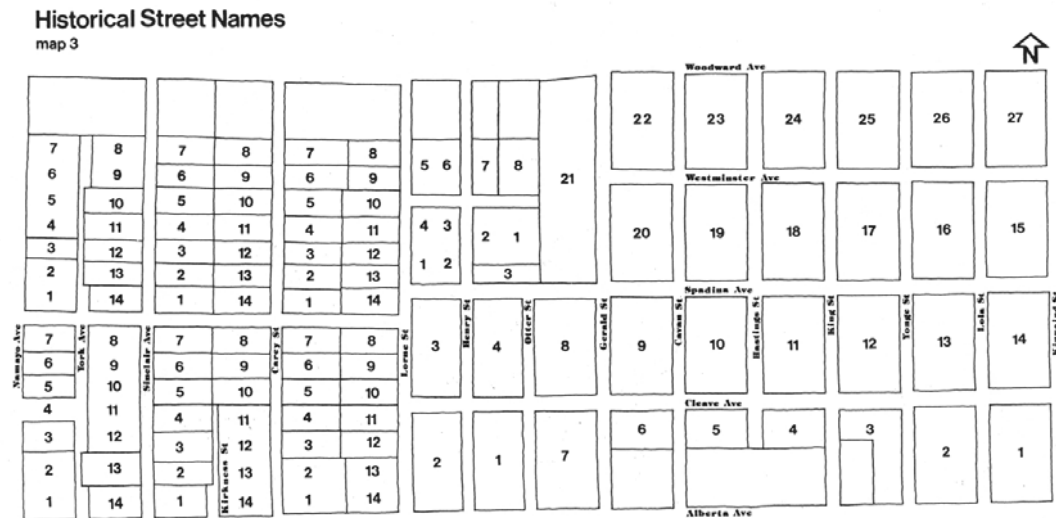 Historical Street Names
map 3
N
Woodward Ave
22 23 24 25 26 27
7 8 7 8 7 8 5 6 7 8 21
6 9 6 9 6 9
Westminster Ave
5 10 5 10 5 10
4 11 4 11 4 11 4 3 2 1 20 19 18 17 16 15
3 12 3 12 3 12
2 13 2 13 2 13 1 2 3
1 14 1 14 1 14
Spadina Ave
Namayo Ave
York Ave
Sinclair Ave
Carey St
Lorne St
Henry St
Otter St
Gerald St
Cavan St
Hastings St
King St
Yonge St
Lola St
7 8 7 8 7 8 3 4 8 9 10 11 12 13 14
6 9 6 9 6 9
5 10 5 10 5 10
Cleave Ave
4 11 4 11 4 11
3 12 3 12 3 12 6 5 4 3
2 13 2 13 2 13 2 1 7 2 1
1 14 1 14 1 14
Kirkness St
Alberta Ave